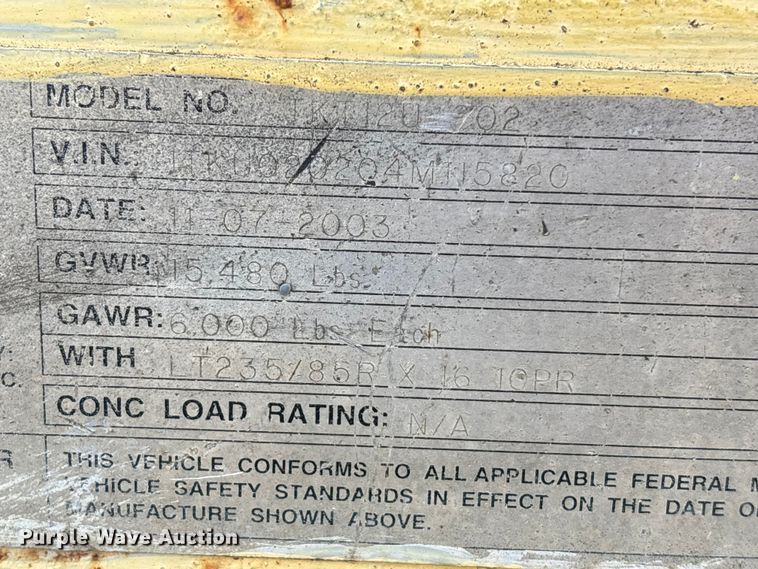 MODEL NO.
V.I.N.
DATE: 11-07-2003
GVWR 15,480 Lbs
GAWR: 6,000 Lbs Each
WITH LT235/85R X 16 10PR
CONC LOAD RATING: N/A
THIS VEHICLE CONFORMS TO ALL APPLICABLE FEDERAL M
VEHICLE SAFETY STANDARDS IN EFFECT ON THE DATE O
MANUFACTURE SHOWN ABOVE.
Y:
C.
R
Purple Wave Auction